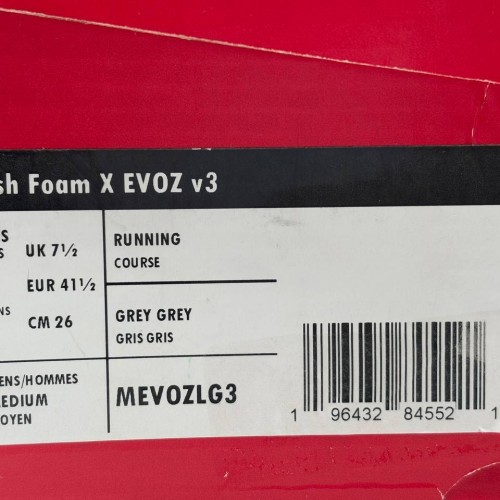 sh Foam X EVOZ v3
S
S
UK 7½
EUR 41½
NS
CM 26
RUNNING
COURSE
GREY GREY
GRIS GRIS
ENS/HOMMES
EDIUM
OYEN
MEVOZLG3
1 96432 84552 1